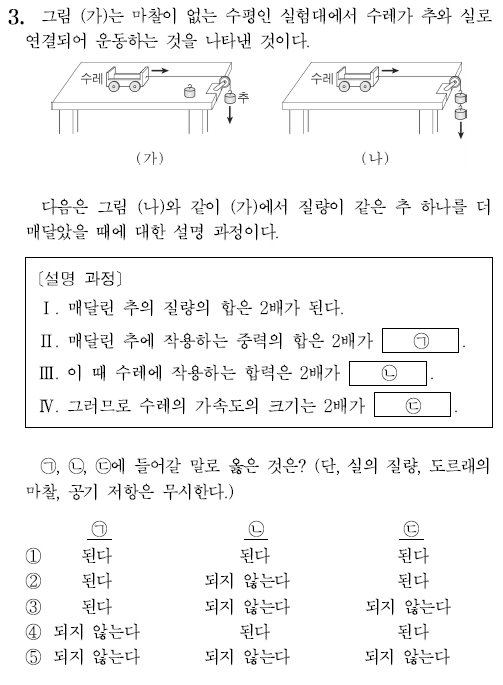 3. 그림 (가)는 마찰이 없는 수평인 실험대에서 수레가 추와 실로
연결되어 운동하는 것을 나타낸 것이다.
수레 추 수레
(가) (나)
다음은 그림 (나)와 같이 (가)에서 질량이 같은 추 하나를 더
매달았을 때에 대한 설명 과정이다.
[설명 과정]
Ⅰ. 매달린 추의 질량의 합은 2배가 된다.
Ⅱ. 매달린 추에 작용하는 중력의 합은 2배가 ㉠.
Ⅲ. 이 때 수레에 작용하는 합력은 2배가 ㉡.
Ⅳ. 그러므로 수레의 가속도의 크기는 2배가 ㉢.
㉠, ㉡, ㉢에 들어갈 말로 옳은 것은? (단, 실의 질량, 도르래의
마찰, 공기 저항은 무시한다.)
㉠ ㉡ ㉢
① 된다 된다 된다
② 된다 되지 않는다 된다
③ 된다 되지 않는다 되지 않는다
④ 되지 않는다 된다 된다
⑤ 되지 않는다 되지 않는다 되지 않는다